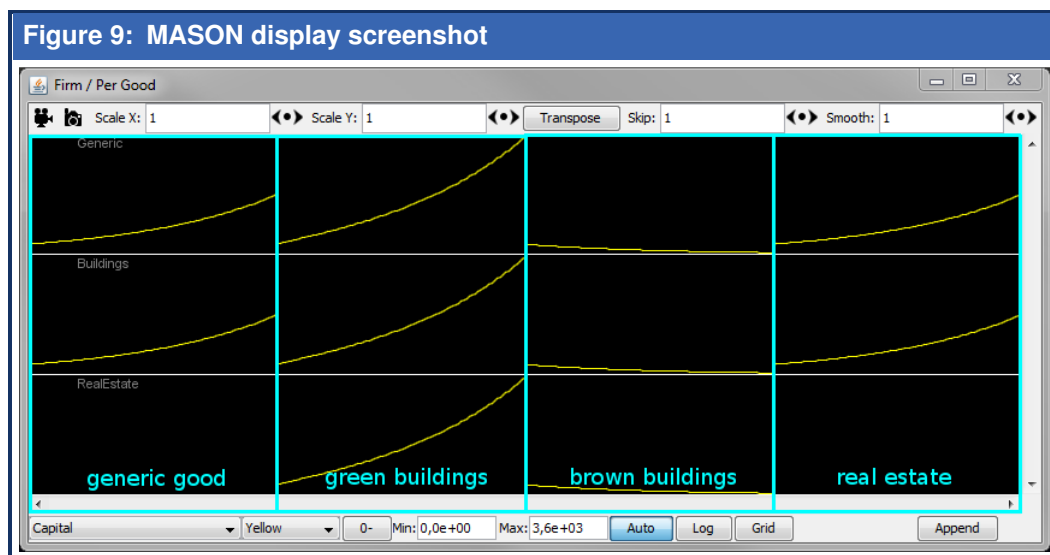 Figure 9: MASON display screenshot
Firm / Per Good
Scale X: 1 Scale Y: 1 Transpose Skip: 1 Smooth: 1
Generic
Buildings
RealEstate
generic good green buildings brown buildings real estate
Capital Yellow 0- Min: 0,0e+00 Max: 3,6e+03 Auto Log Grid Append